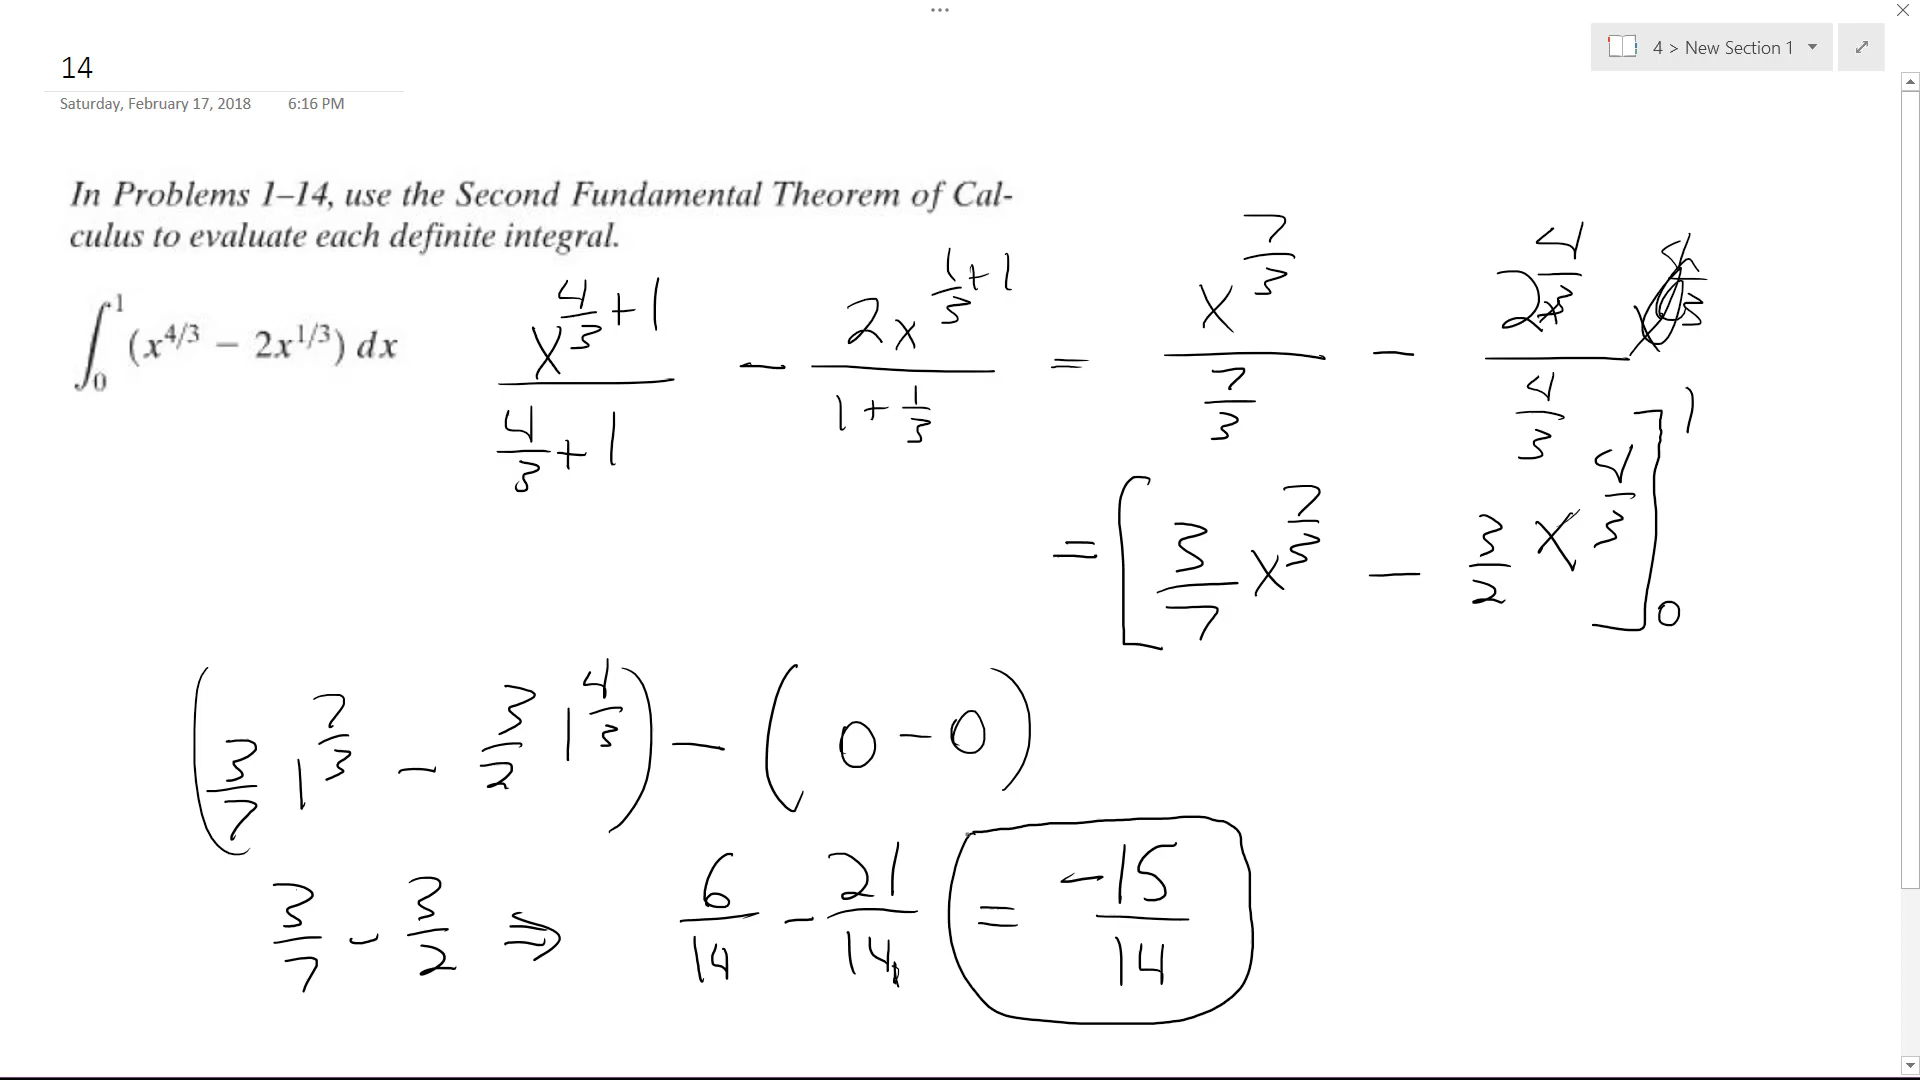 4 > New Section 1
14
Saturday, February 17, 2018 6:16 PM
In Problems 1–14, use the Second Fundamental Theorem of Cal-
culus to evaluate each definite integral.
∫₀¹ (x^{4/3} − 2x^{1/3}) dx
x^{4/3 + 1} / (4/3 + 1) − 2x^{1/3 + 1} / (1 + 1/3) = x^{7/3} / (7/3) − 2x^{4/3} / (4/3)
= [3/7 x^{7/3} − 3/2 x^{4/3}]₀¹
(3/7 1^{7/3} − 3/2 1^{4/3}) − (0 − 0)
3/7 − 3/2 ⇒ 6/14 − 21/14 = −15/14